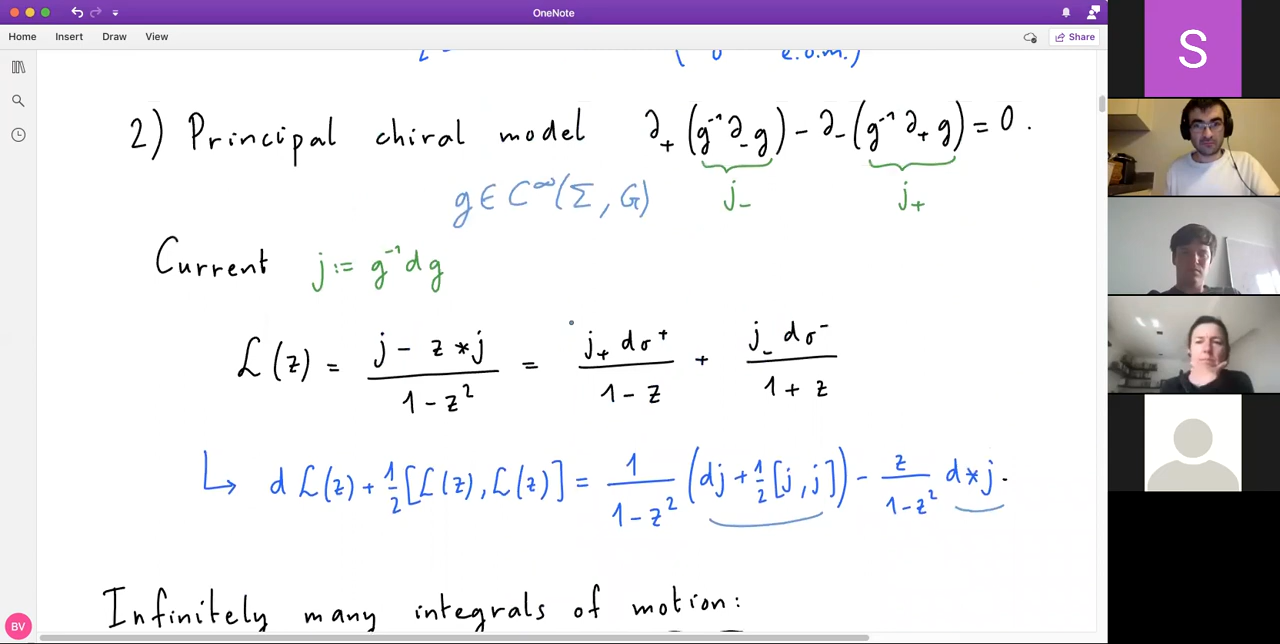 OneNote
Home Insert Draw View
Share
e.o.m.)
2) Principal chiral model ∂₊(g⁻¹∂₋g) − ∂₋(g⁻¹∂₊g) = 0.
j₋ j₊
g ∈ C^∞(Σ, G)
Current j := g⁻¹dg
ℒ(z) = (j − z*j)/(1 − z²) = (j₊ dσ⁺)/(1 − z) + (j₋ dσ⁻)/(1 + z)
↳ dℒ(z) + ½[ℒ(z), ℒ(z)] = 1/(1 − z²) (dj + ½[j, j]) − z/(1 − z²) d*j.
Infinitely many integrals of motion:
S
BV